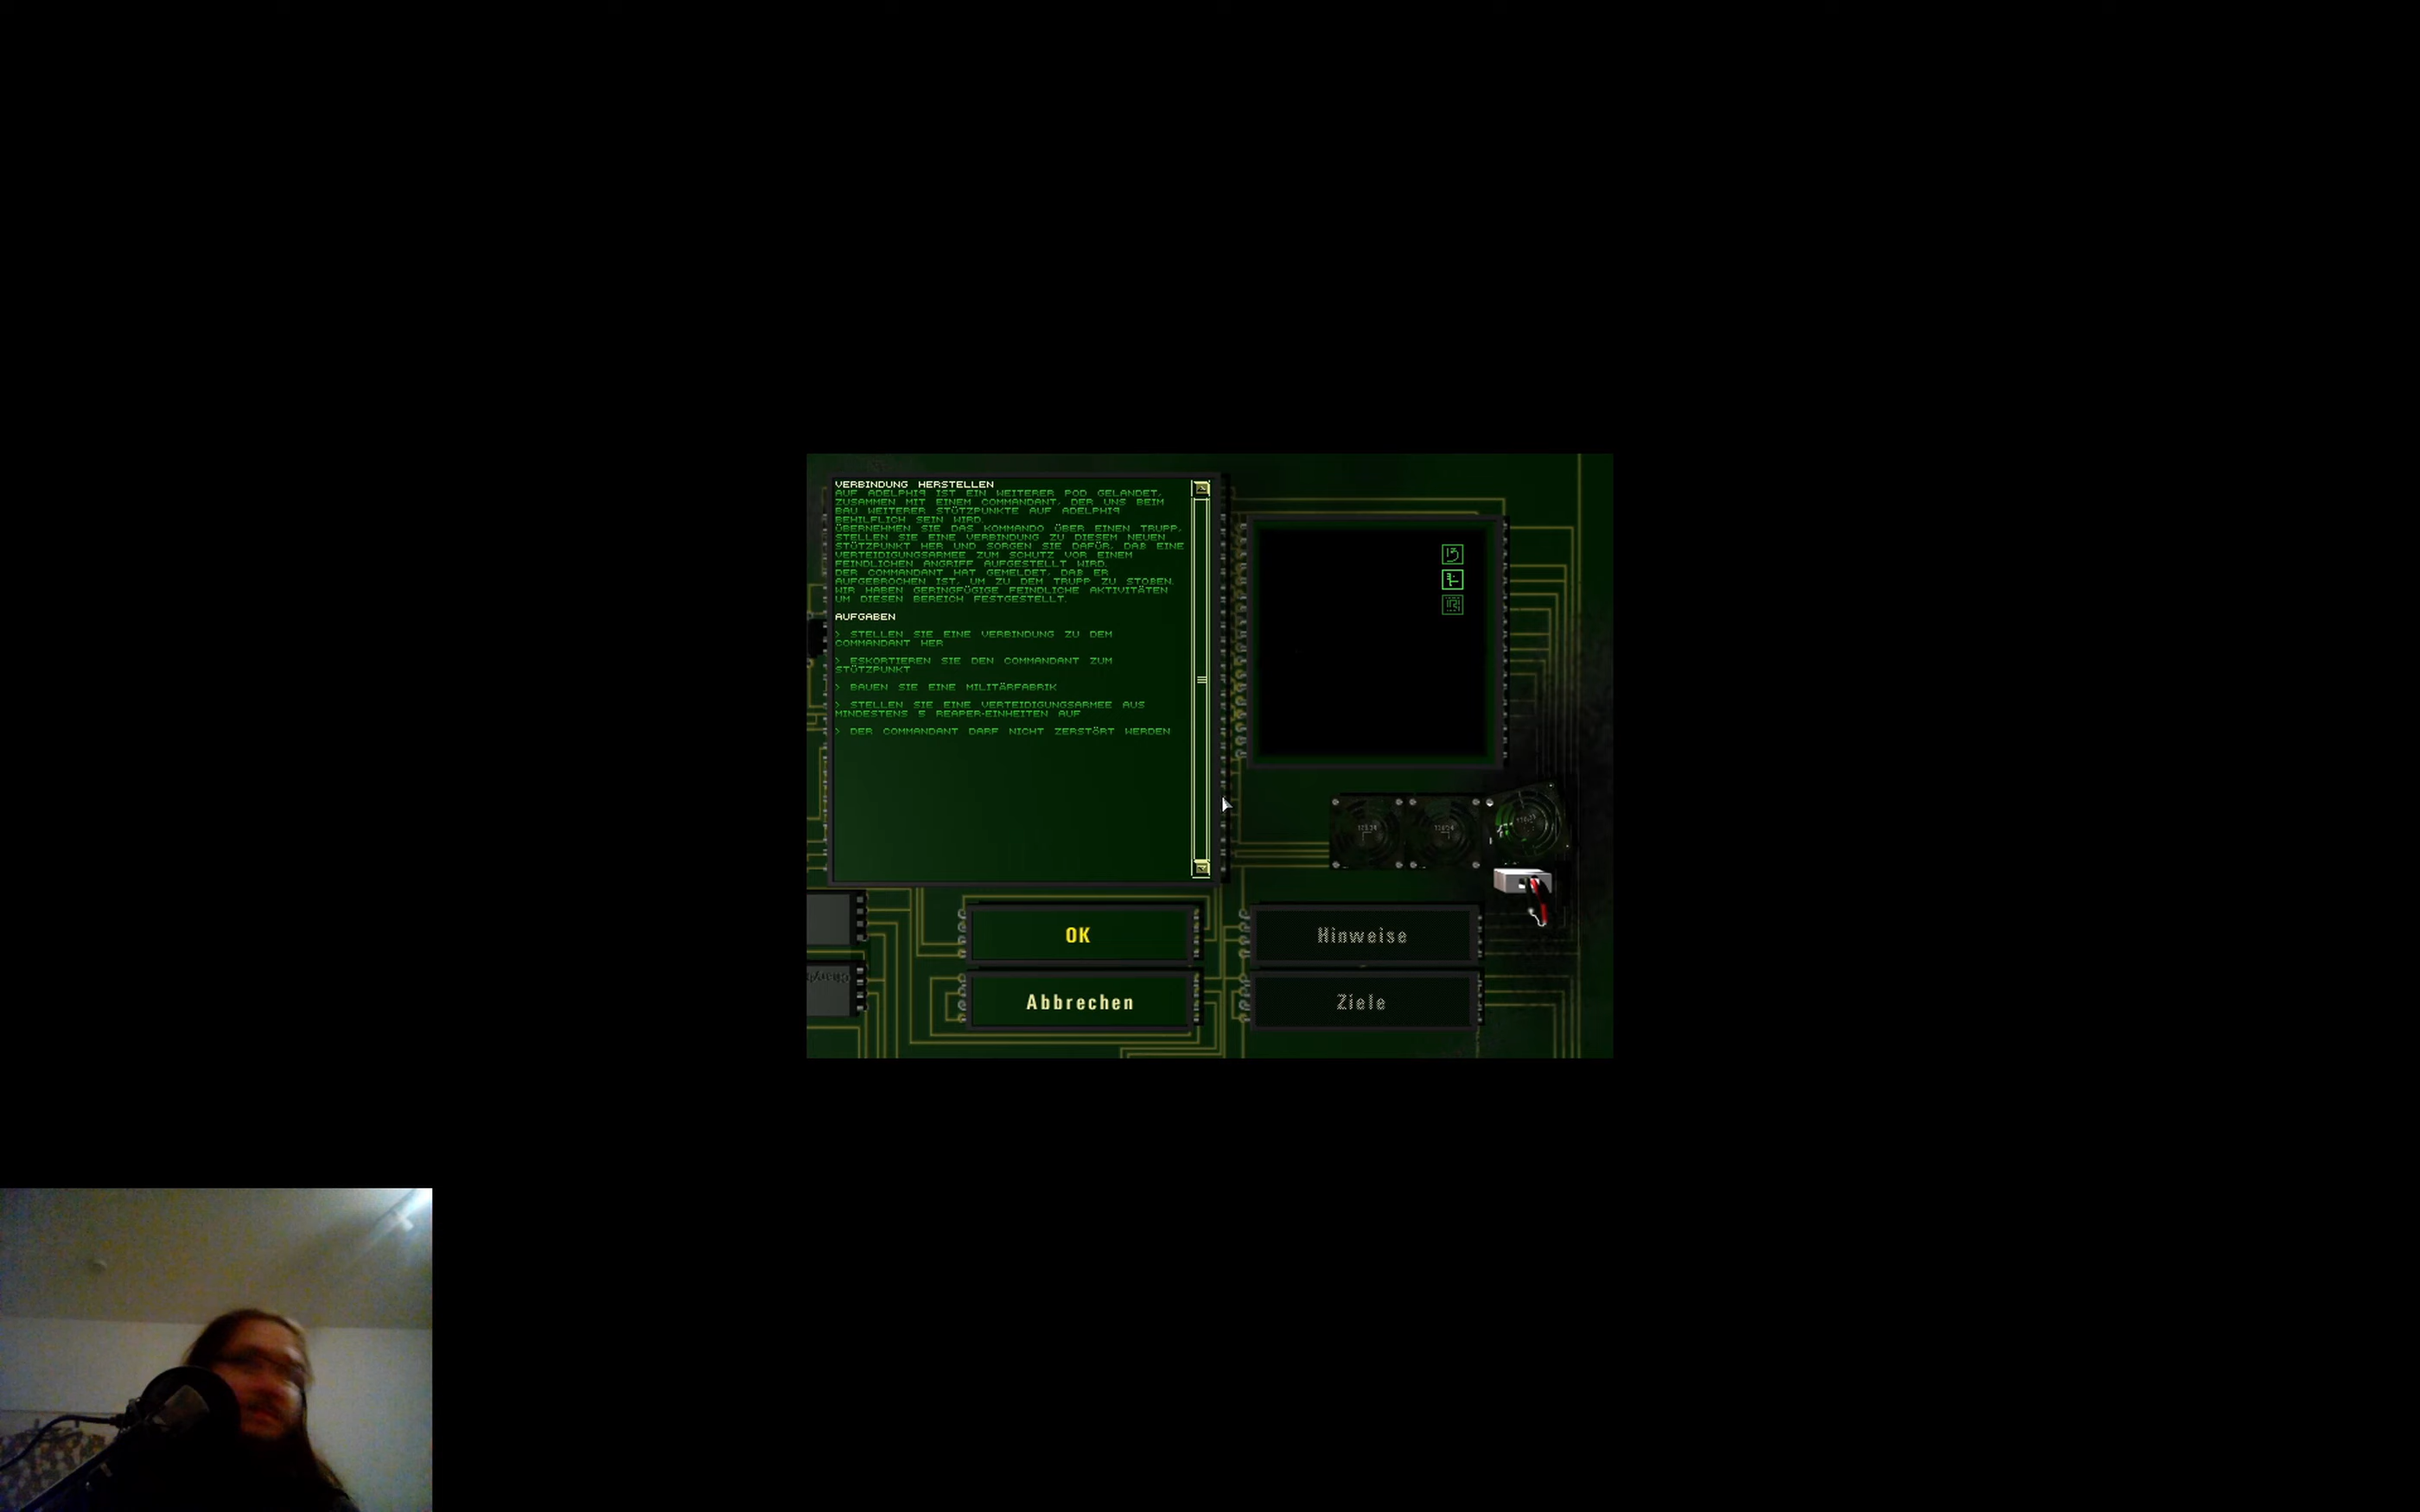 VERBINDUNG HERSTELLEN
AUF ADELPHI9 IST EIN WEITERER POD GELANDET,
ZUSAMMEN MIT EINEM COMMANDANT, DER UNS BEIM
BAU WEITERER STÜTZPUNKTE AUF ADELPHI9
BEHILFLICH SEIN WIRD.
ÜBERNEHMEN SIE DAS KOMMANDO ÜBER EINEN TRUPP,
STELLEN SIE EINE VERBINDUNG ZU DIESEM NEUEN
STÜTZPUNKT HER UND SORGEN SIE DAFÜR, DAß EINE
VERTEIDIGUNGSARMEE ZUM SCHUTZ VOR EINEM
FEINDLICHEN ANGRIFF AUFGESTELLT WIRD.
DER COMMANDANT HAT GEMELDET, DAß ER
AUFGEBROCHEN IST, UM ZU DEM TRUPP ZU STOßEN.
WIR HABEN GERINGFÜGIGE FEINDLICHE AKTIVITÄTEN
UM DIESEN BEREICH FESTGESTELLT.
AUFGABEN
> STELLEN SIE EINE VERBINDUNG ZU DEM
COMMANDANT HER
> ESKORTIEREN SIE DEN COMMANDANT ZUM
STÜTZPUNKT
> BAUEN SIE EINE MILITÄRFABRIK
> STELLEN SIE EINE VERTEIDIGUNGSARMEE AUS
MINDESTENS 5 REAPER-EINHEITEN AUF
> DER COMMANDANT DARF NICHT ZERSTÖRT WERDEN
OK
Hinweise
Abbrechen
Ziele